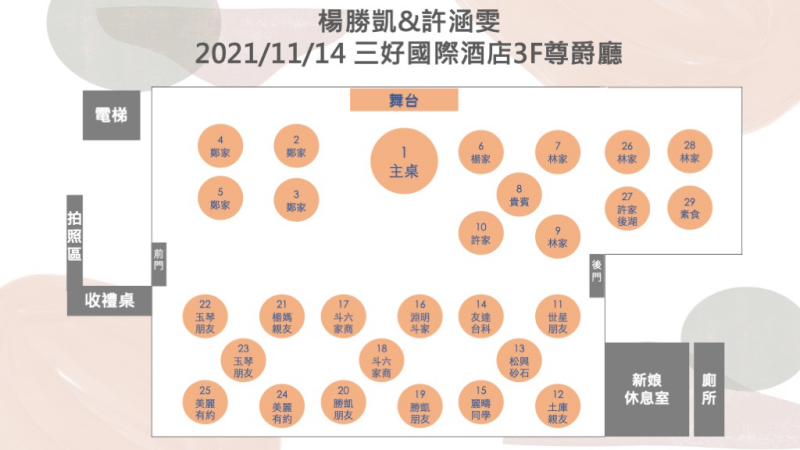 楊勝凱&許涵雯
2021/11/14 三好國際酒店3F尊爵廳
舞台
電梯
4
鄭家
2
鄭家
1
主桌
6
楊家
7
林家
26
林家
28
林家
5
鄭家
3
鄭家
8
貴賓
27
許家
後湖
29
素食
10
許家
9
林家
拍照區
前門
後門
收禮桌
22
玉琴
朋友
21
楊媽
親友
17
斗六
家商
16
淵明
斗家
14
友達
台科
11
世星
朋友
23
玉琴
朋友
18
斗六
家商
13
松興
砂石
25
美麗
有約
24
美麗
有約
20
勝凱
朋友
19
勝凱
朋友
15
麗疇
同學
12
土庫
親友
新娘
休息室
廁所